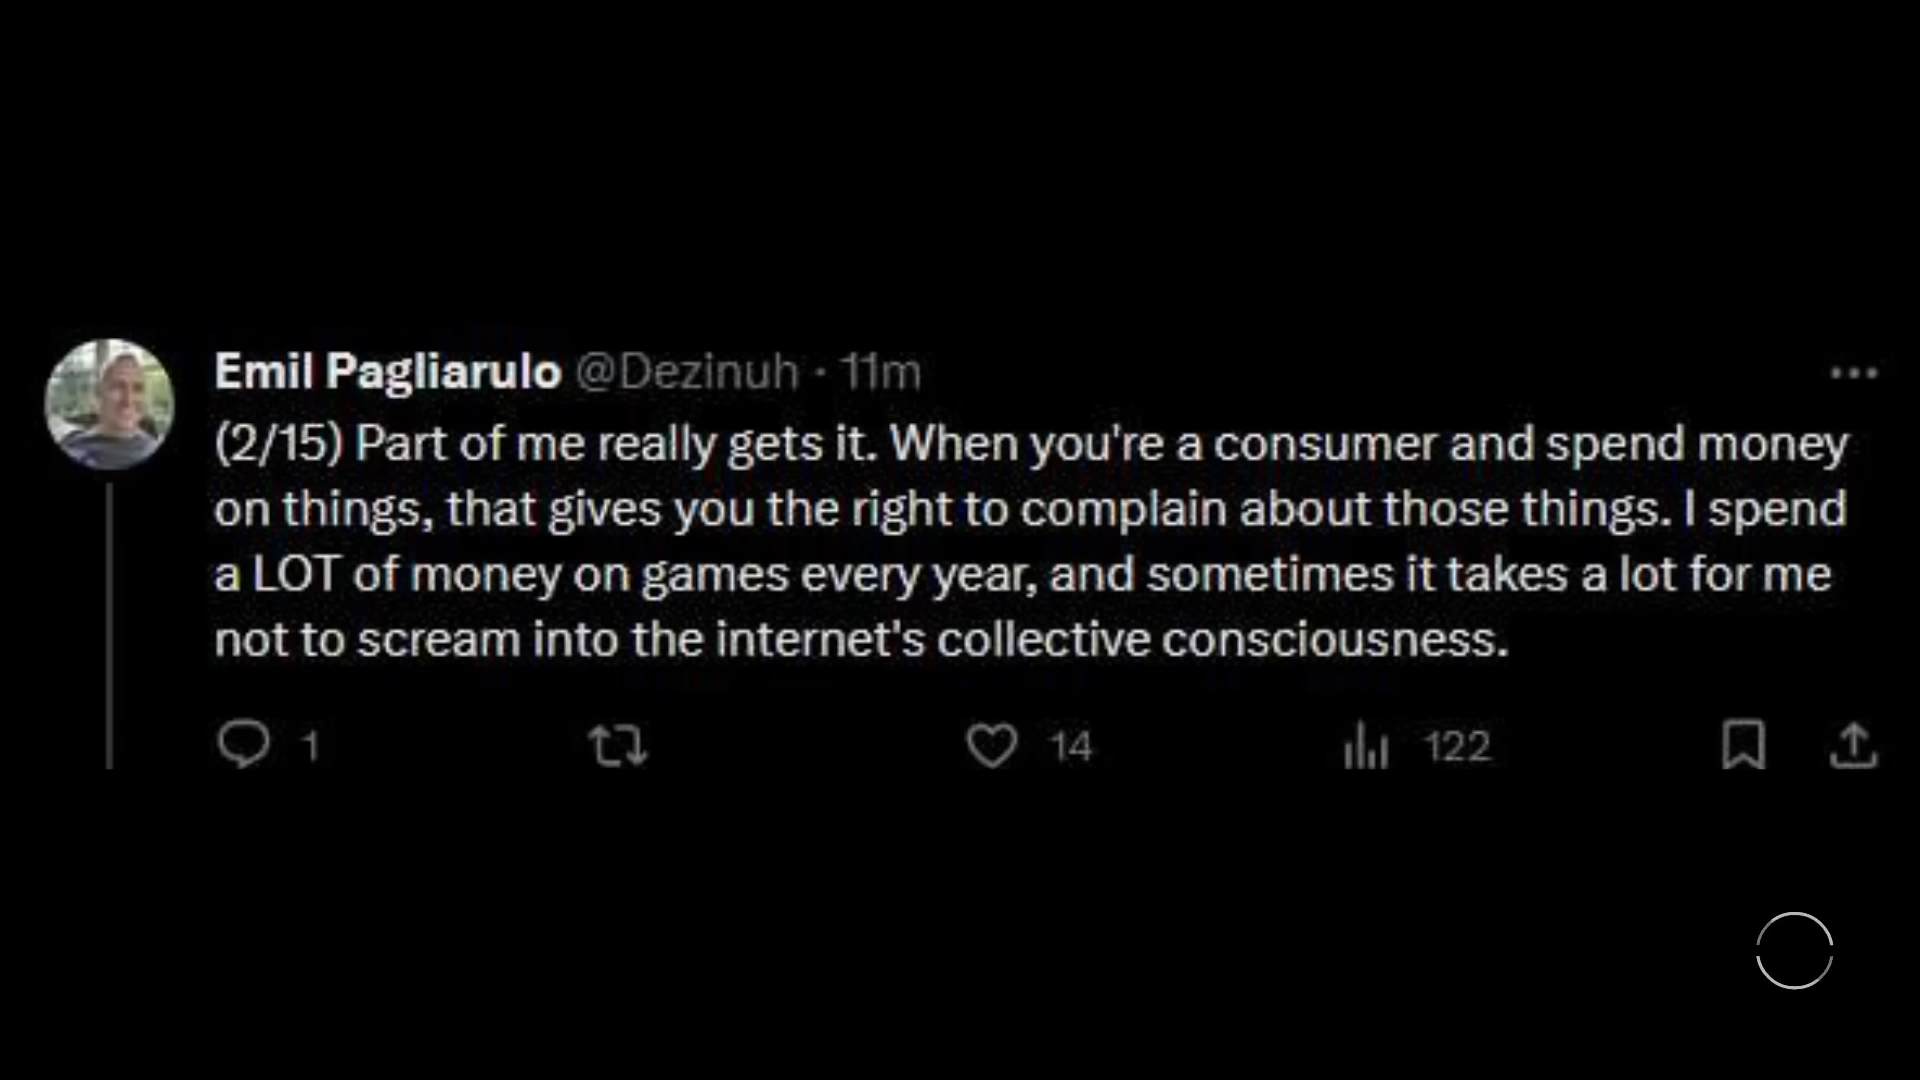 Emil Pagliarulo @Dezinuh · 11m
(2/15) Part of me really gets it. When you're a consumer and spend money
on things, that gives you the right to complain about those things. I spend
a LOT of money on games every year, and sometimes it takes a lot for me
not to scream into the internet's collective consciousness.
1 14 122